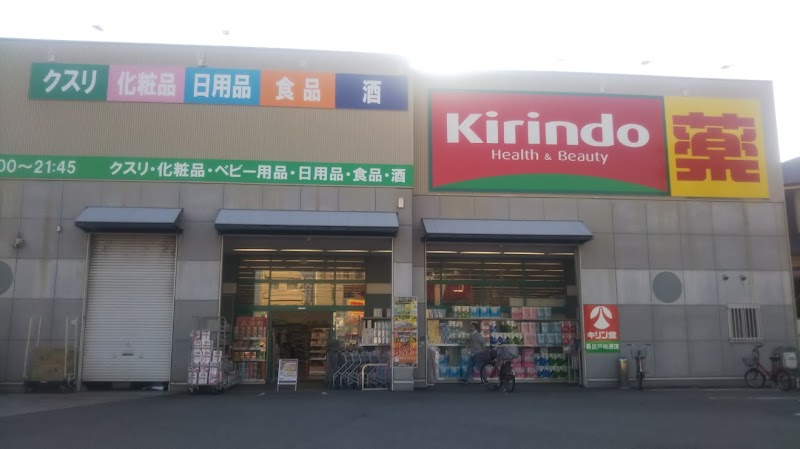 クスリ 化粧品 日用品 食品 酒
00〜21:45 クスリ・化粧品・ベビー用品・日用品・食品・酒
Kirindo
Health & Beauty
薬
キリン堂